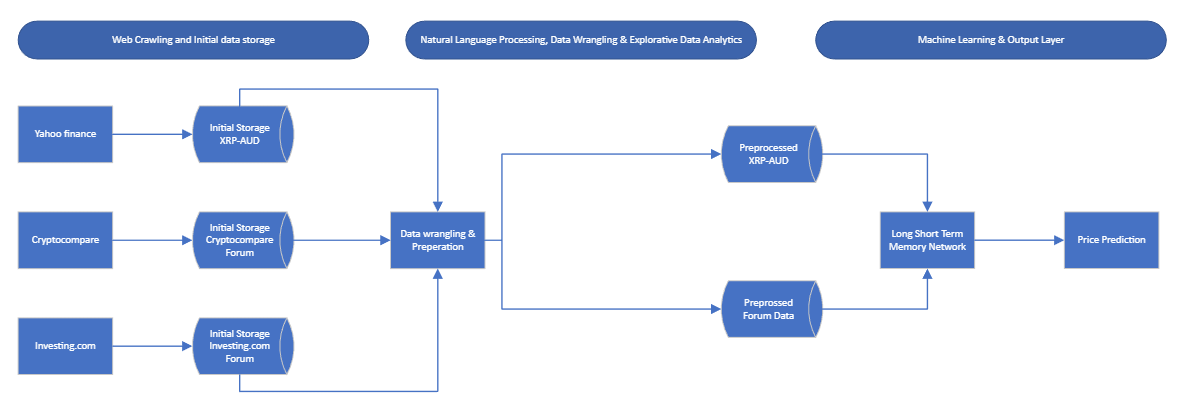 Web Crawling and Initial data storage
Natural Language Processing, Data Wrangling & Explorative Data Analytics
Machine Learning & Output Layer
Yahoo finance
Initial Storage
XRP-AUD
Preprocessed
XRP-AUD
Cryptocompare
Initial Storage
Cryptocompare
Forum
Data wrangling &
Preperation
Long Short Term
Memory Network
Price Prediction
Preprossed
Forum Data
Investing.com
Initial Storage
Investing.com
Forum